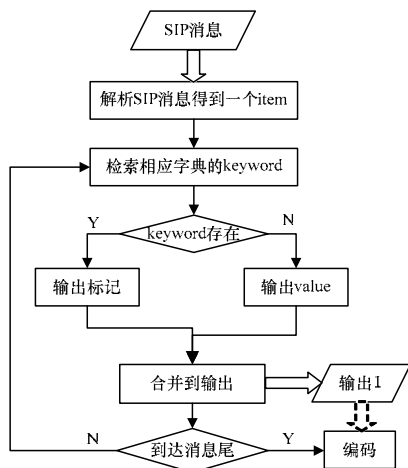 SIP消息
解析SIP消息得到一个item
检索相应字典的keyword
Y
keyword存在
N
输出标记
输出value
合并到输出
输出1
N
到达消息尾
Y
编码